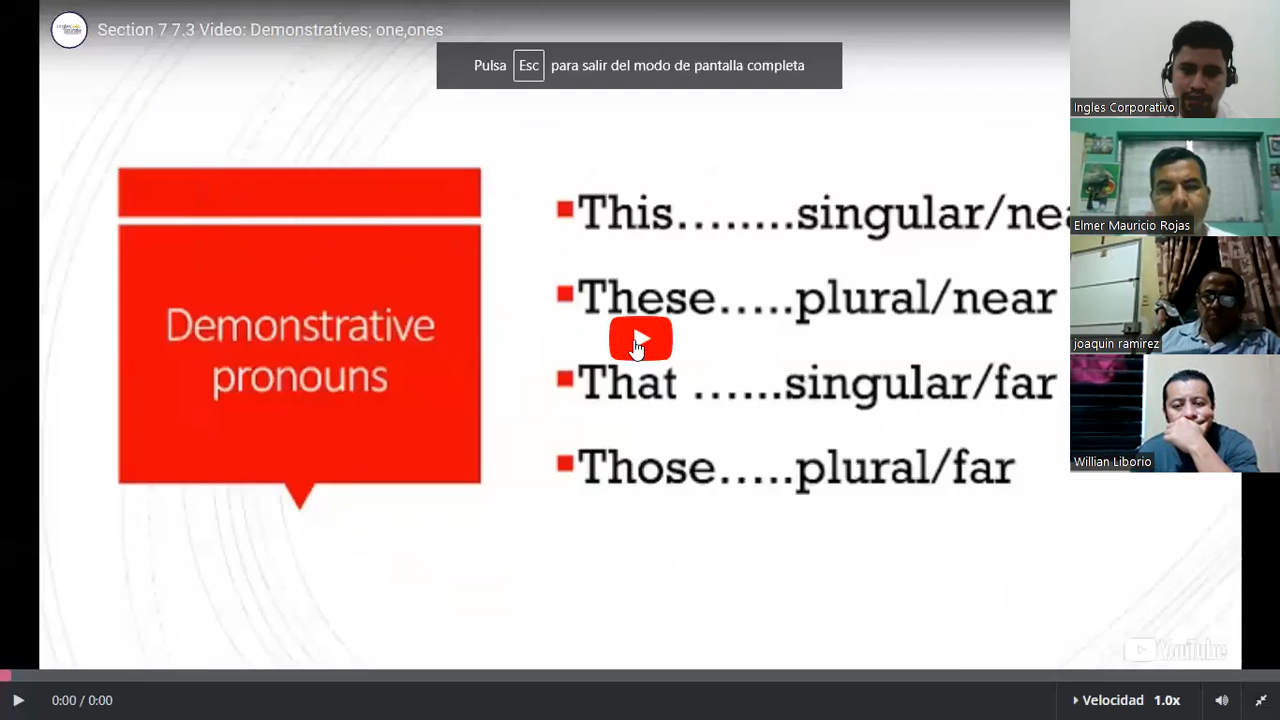 Section 7 7.3 Video: Demonstratives; one,ones
Pulsa Esc para salir del modo de pantalla completa
Ingles Corporativo
Demonstrative
pronouns
This........singular/nea
These.....plural/near
That ......singular/far
Those.....plural/far
Elmer Mauricio Rojas
joaquin ramirez
Willian Liborio
YouTube
0:00 / 0:00
Velocidad 1.0x